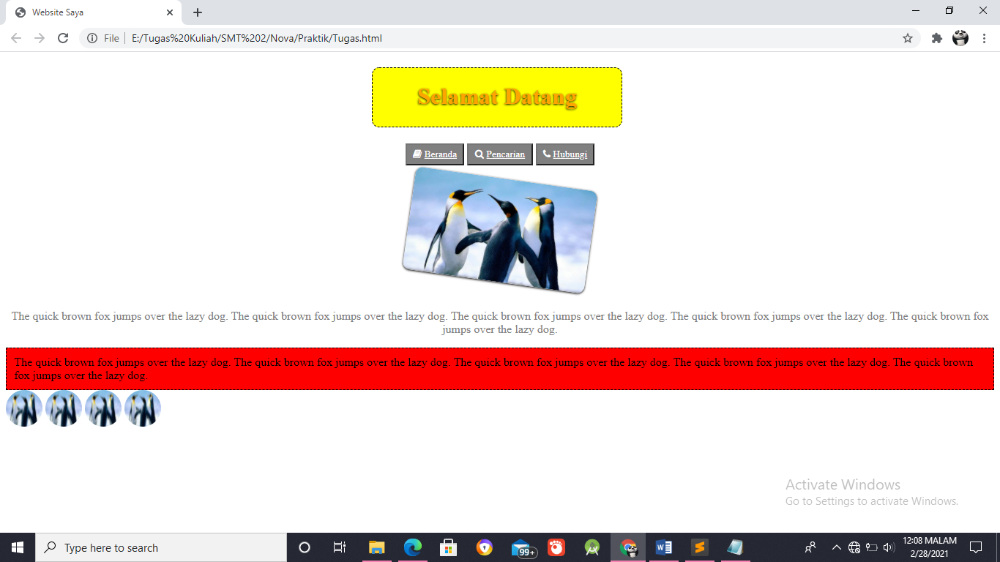 Website Saya
File
E:/Tugas%20Kuliah/SMT%202/Nova/Praktik/Tugas.html
Selamat Datang
Beranda Pencarian Hubungi
The quick brown fox jumps over the lazy dog. The quick brown fox jumps over the lazy dog. The quick brown fox jumps over the lazy dog. The quick brown fox jumps over the lazy dog. The quick brown fox
jumps over the lazy dog.
The quick brown fox jumps over the lazy dog. The quick brown fox jumps over the lazy dog. The quick brown fox jumps over the lazy dog. The quick brown fox jumps over the lazy dog. The quick brown
fox jumps over the lazy dog.
Activate Windows
Go to Settings to activate Windows.
Type here to search
99+
12:08 MALAM
2/28/2021